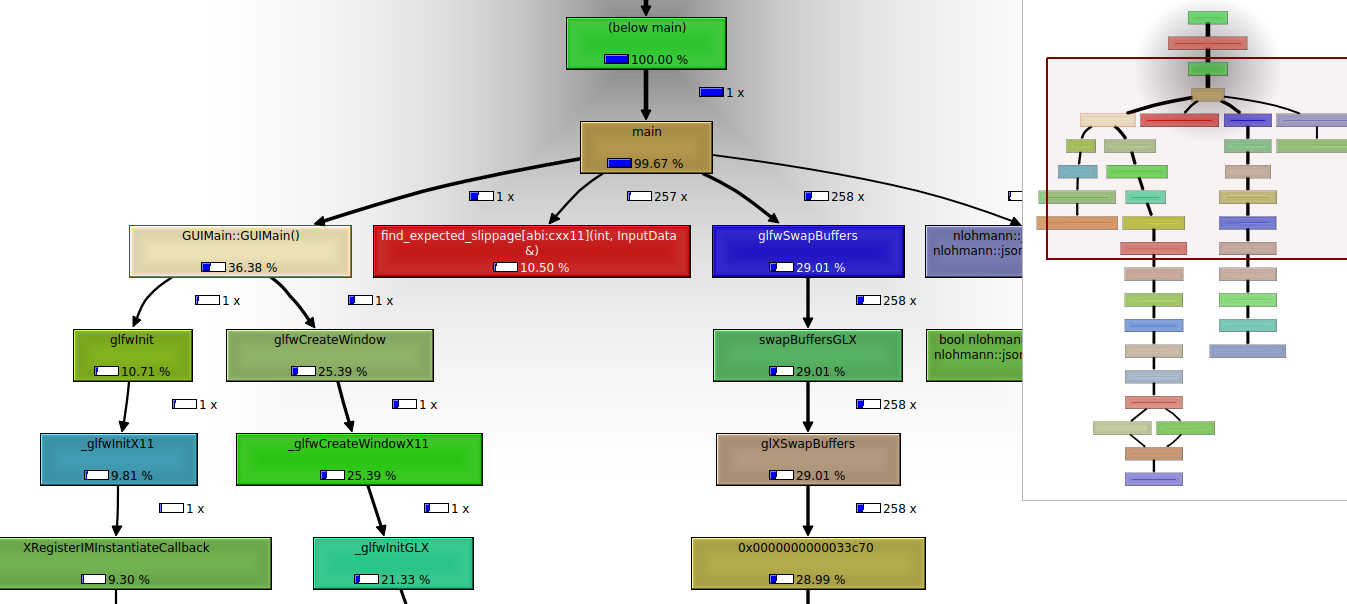 (below main)
100.00 %
1 x
main
99.67 %
1 x
257 x
258 x
GUIMain::GUIMain()
36.38 %
find_expected_slippage[abi:cxx11](int, InputData
&)
10.50 %
glfwSwapBuffers
29.01 %
nlohmann::
nlohmann::json
1 x
1 x
258 x
glfwInit
10.71 %
glfwCreateWindow
25.39 %
swapBuffersGLX
29.01 %
bool nlohman
nlohmann::json
1 x
1 x
258 x
_glfwInitX11
9.81 %
_glfwCreateWindowX11
25.39 %
glXSwapBuffers
29.01 %
1 x
1 x
258 x
XRegisterIMInstantiateCallback
9.30 %
_glfwInitGLX
21.33 %
0x0000000000033c70
28.99 %